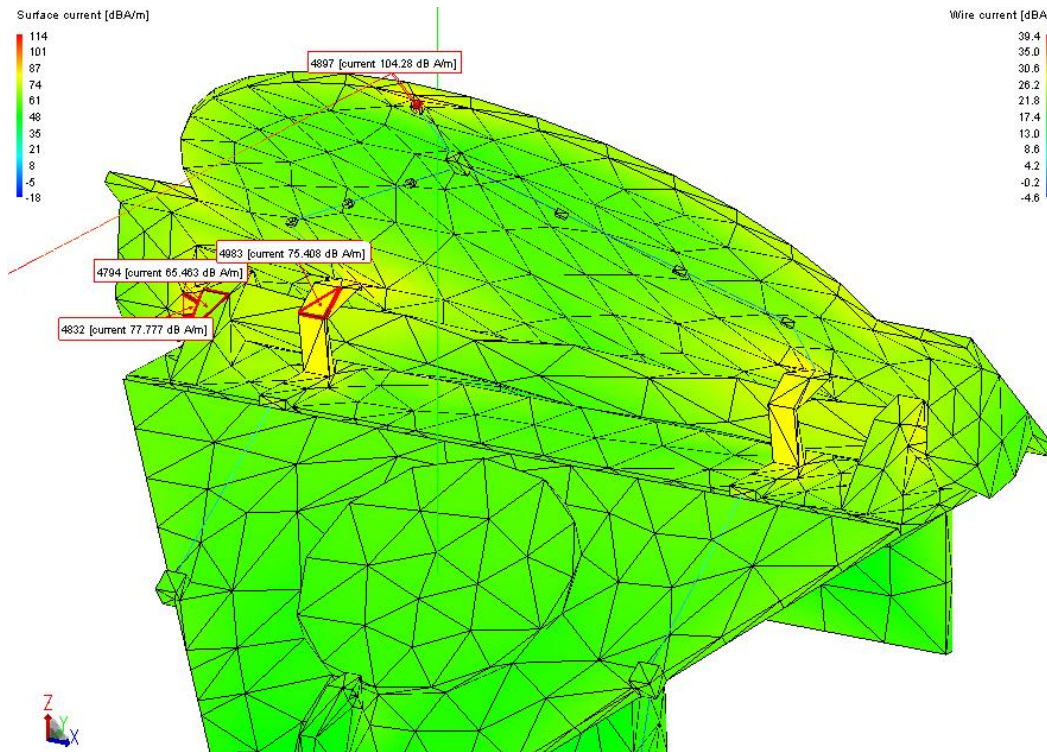 Surface current [dBA/m]
114
101
87
74
61
48
35
21
8
-5
-18
Wire current [dBA
39.4
35.0
30.6
26.2
21.8
17.4
13.0
8.6
4.2
-0.2
-4.6
4897 [current 104.28 dB A/m]
4983 [current 75.408 dB A/m]
4794 [current 65.463 dB A/m]
4832 [current 77.777 dB A/m]
Z
Y
X